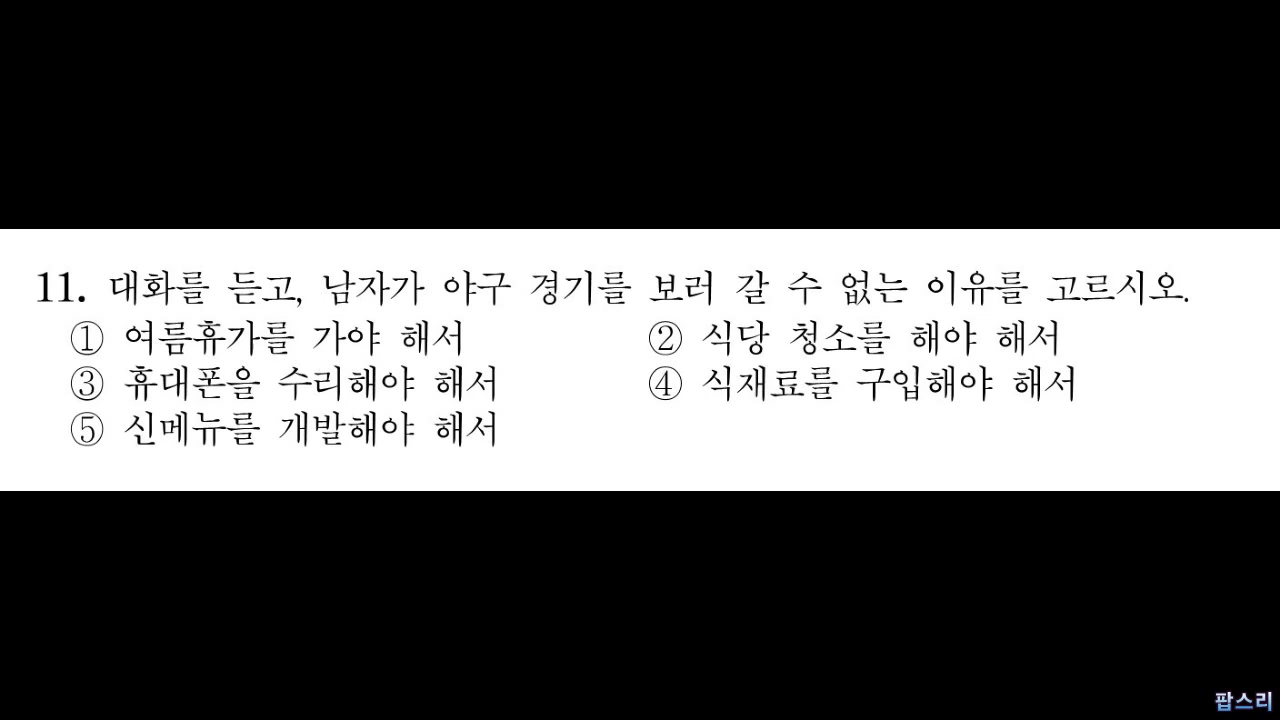 11. 대화를 듣고, 남자가 야구 경기를 보러 갈 수 없는 이유를 고르시오.
① 여름휴가를 가야 해서 ② 식당 청소를 해야 해서
③ 휴대폰을 수리해야 해서 ④ 식재료를 구입해야 해서
⑤ 신메뉴를 개발해야 해서
팝스리